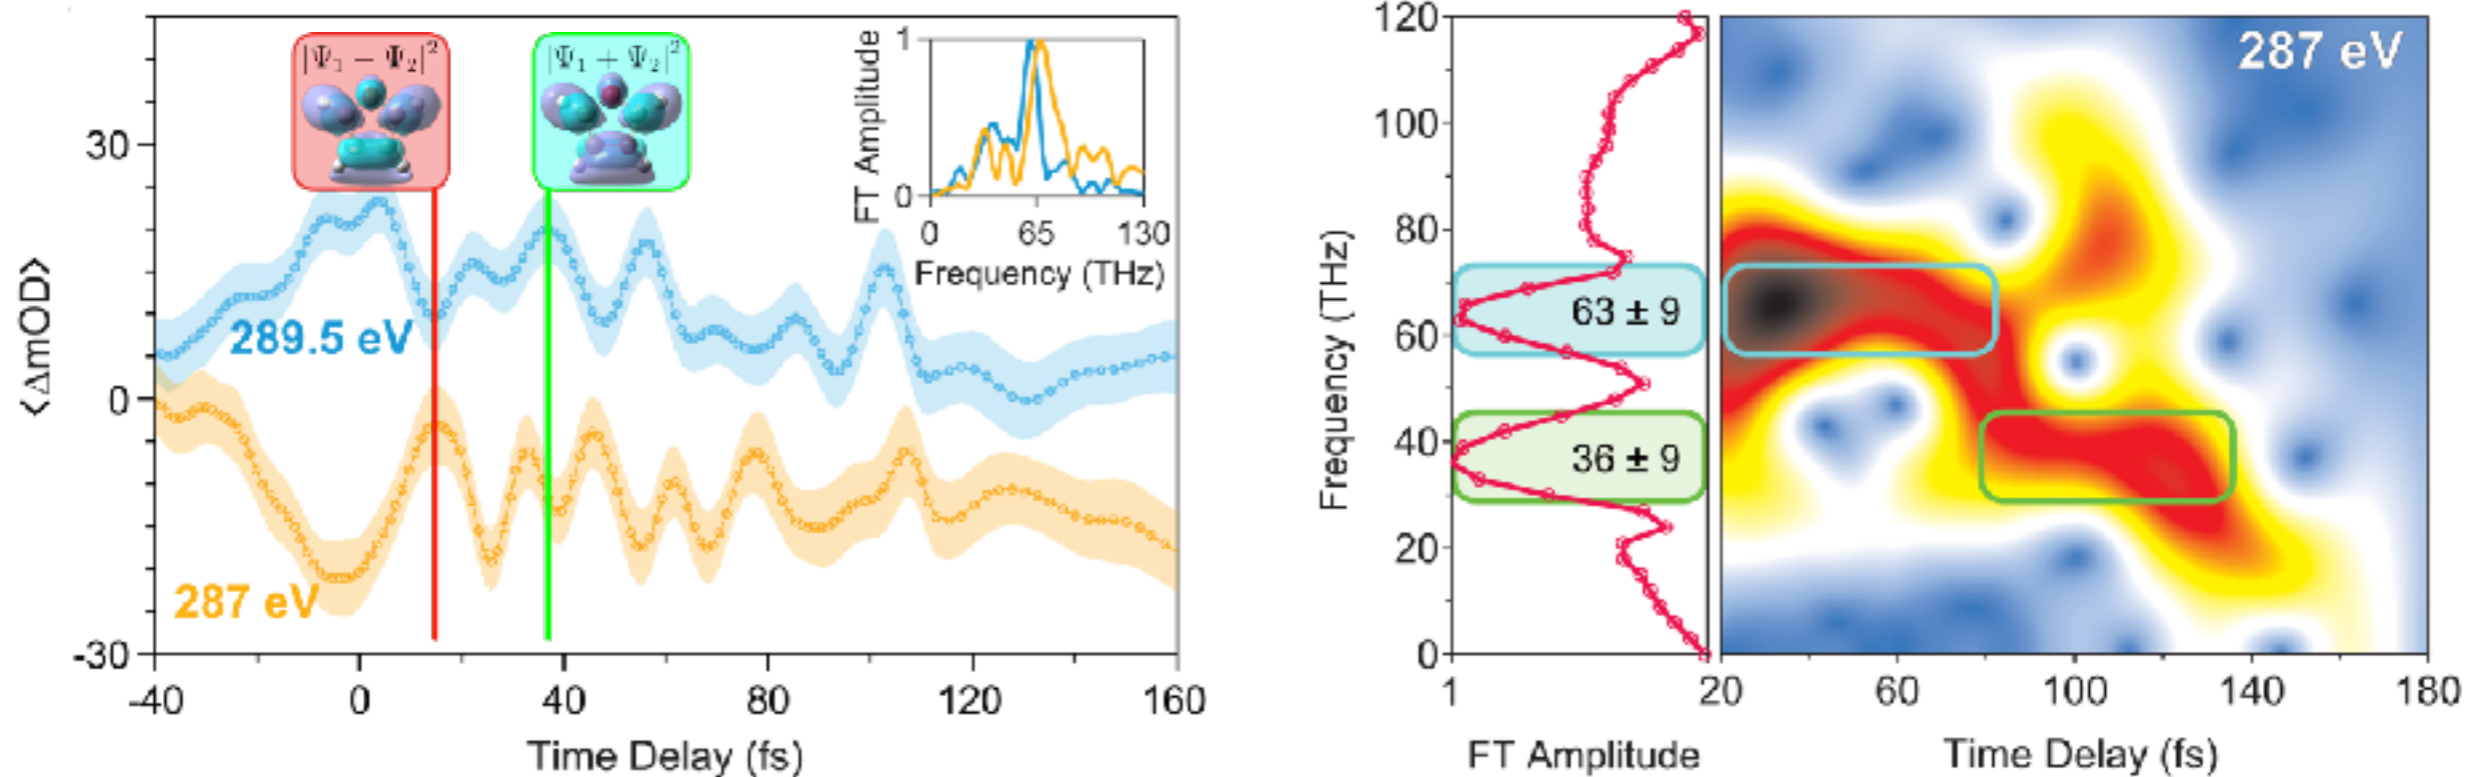 |Ψ₁ − Ψ₂|²
|Ψ₁ + Ψ₂|²
⟨ΔmOD⟩
30
0
-30
289.5 eV
287 eV
-40 0 40 80 120 160
Time Delay (fs)
FT Amplitude
1
0
0 65 130
Frequency (THz)
Frequency (THz)
120
100
80
60
40
20
0
63 ± 9
36 ± 9
1
FT Amplitude
287 eV
20 60 100 140 180
Time Delay (fs)